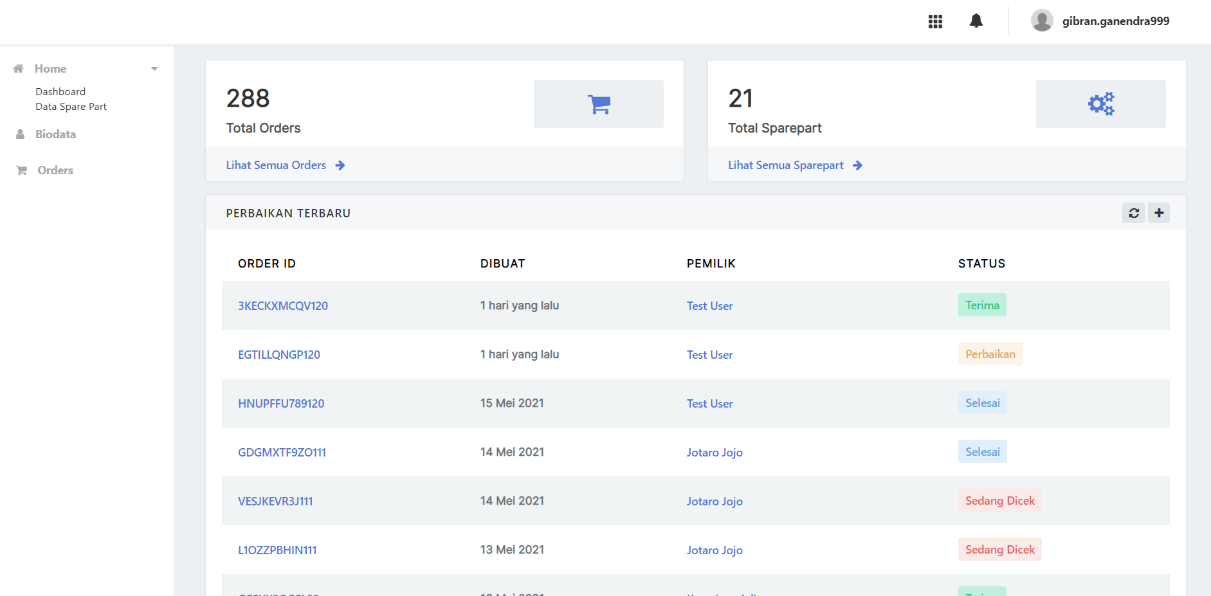 gibran.ganendra999
Home
Dashboard
Data Spare Part
Biodata
Orders
288
Total Orders
Lihat Semua Orders
21
Total Sparepart
Lihat Semua Sparepart
PERBAIKAN TERBARU
ORDER ID DIBUAT PEMILIK STATUS
3KECKXMCQV120 1 hari yang lalu Test User Terima
EGTILLQNGP120 1 hari yang lalu Test User Perbaikan
HNUPFFU789120 15 Mei 2021 Test User Selesai
GDGMXTF9ZO111 14 Mei 2021 Jotaro Jojo Selesai
VESJKEVR3J111 14 Mei 2021 Jotaro Jojo Sedang Dicek
L1OZZPBHIN111 13 Mei 2021 Jotaro Jojo Sedang Dicek